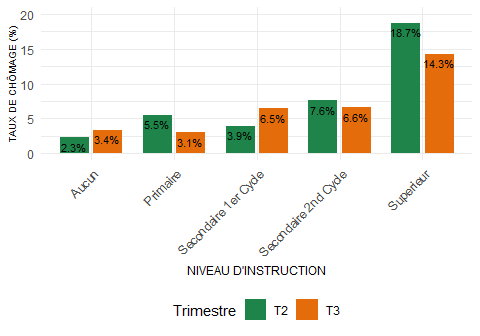 TAUX DE CHÔMAGE (%)
20
15
10
5
0
2.3%
3.4%
5.5%
3.1%
3.9%
6.5%
7.6%
6.6%
18.7%
14.3%
Aucun
Primaire
Secondaire 1er Cycle
Secondaire 2nd Cycle
Superieur
NIVEAU D'INSTRUCTION
Trimestre T2 T3